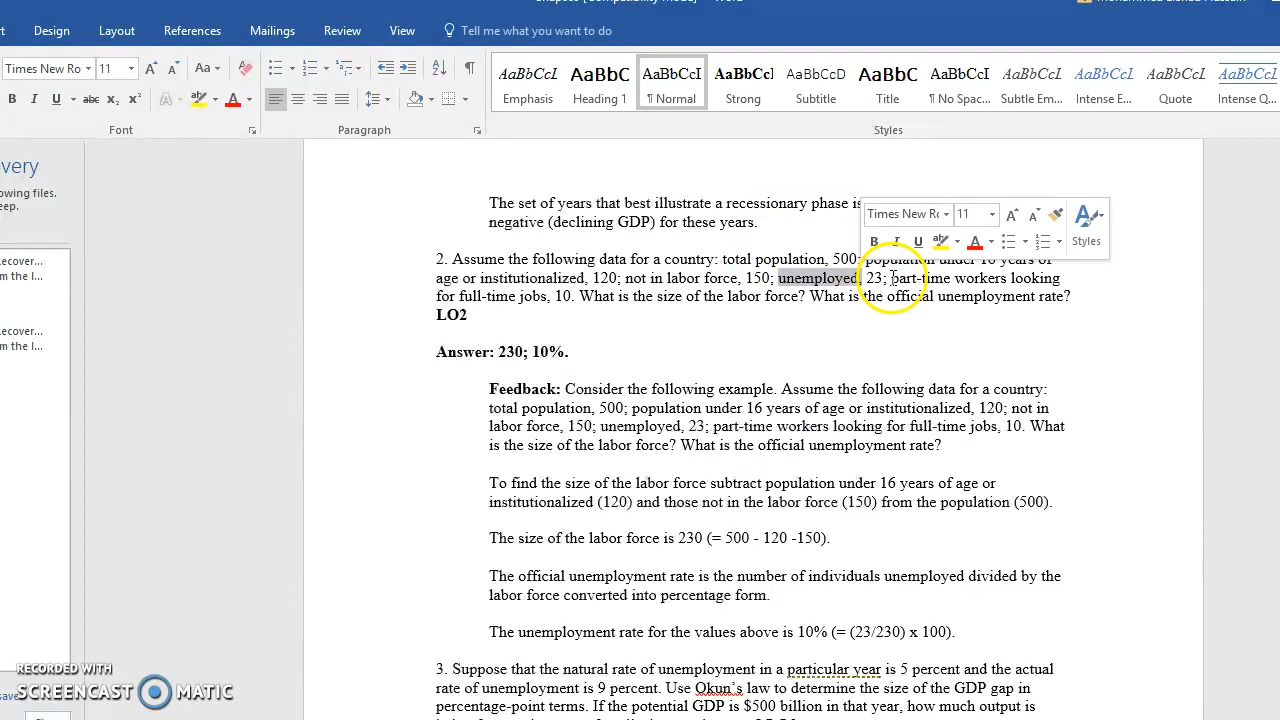 Design Layout References Mailings Review View Tell me what you want to do
Times New Ro 11 Aa
AaBbCcI AaBbC AaBbCcI AaBbCcl AaBbCcD AaBbC AaBbCcI AaBbCcI AaBbCcI AaBbCcI AaBbCcI
B I U abc x₂ x² A A
Emphasis Heading 1 ¶ Normal Strong Subtitle Title ¶ No Spac... Subtle Em... Intense E... Quote Intense Q...
Font Paragraph Styles
very
owing files.
eep.
ecover...
om the l...
ecover...
om the l...
The set of years that best illustrate a recessionary phase is
negative (declining GDP) for these years.
Times New Ro 11
B I U A Styles
2. Assume the following data for a country: total population, 500; population under 16 years of
age or institutionalized, 120; not in labor force, 150; unemployed, 23; part-time workers looking
for full-time jobs, 10. What is the size of the labor force? What is the official unemployment rate?
LO2
Answer: 230; 10%.
Feedback: Consider the following example. Assume the following data for a country:
total population, 500; population under 16 years of age or institutionalized, 120; not in
labor force, 150; unemployed, 23; part-time workers looking for full-time jobs, 10. What
is the size of the labor force? What is the official unemployment rate?
To find the size of the labor force subtract population under 16 years of age or
institutionalized (120) and those not in the labor force (150) from the population (500).
The size of the labor force is 230 (= 500 - 120 -150).
The official unemployment rate is the number of individuals unemployed divided by the
labor force converted into percentage form.
The unemployment rate for the values above is 10% (= (23/230) x 100).
3. Suppose that the natural rate of unemployment in a particular year is 5 percent and the actual
rate of unemployment is 9 percent. Use Okun's law to determine the size of the GDP gap in
percentage-point terms. If the potential GDP is $500 billion in that year, how much output is
RECORDED WITH
SCREENCAST MATIC